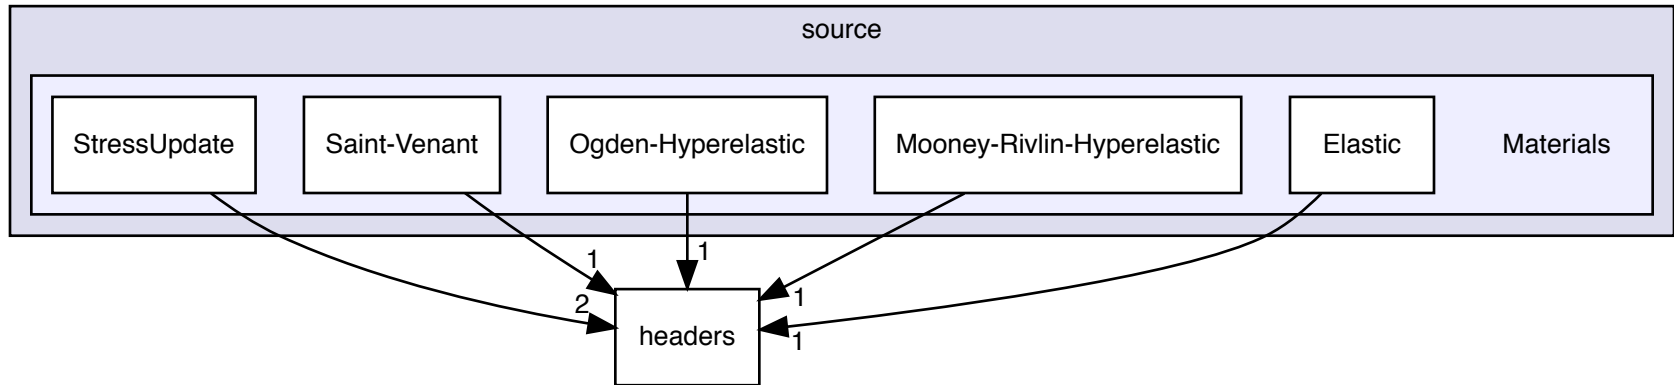 source
StressUpdate
Saint-Venant
Ogden-Hyperelastic
Mooney-Rivlin-Hyperelastic
Elastic
Materials
1
1
2
1
1
headers